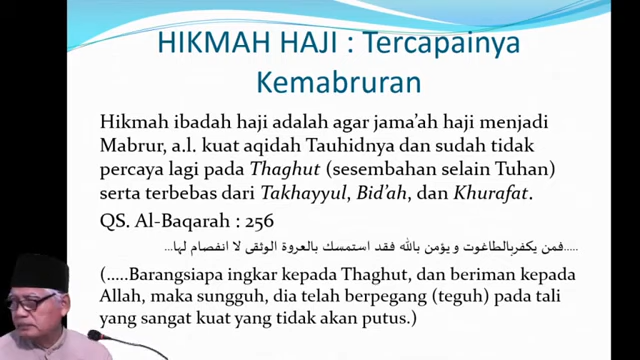 HIKMAH HAJI : Tercapainya
Kemabruran
Hikmah ibadah haji adalah agar jama'ah haji menjadi
Mabrur, a.l. kuat aqidah Tauhidnya dan sudah tidak
percaya lagi pada Thaghut (sesembahan selain Tuhan)
serta terbebas dari Takhayyul, Bid'ah, dan Khurafat.
QS. Al-Baqarah : 256
.....فمن يكفربالطاغوت و يؤمن بالله فقد استمسك بالعروة الوثقى لا انفصام لها...
(.....Barangsiapa ingkar kepada Thaghut, dan beriman kepada
Allah, maka sungguh, dia telah berpegang (teguh) pada tali
yang sangat kuat yang tidak akan putus.)